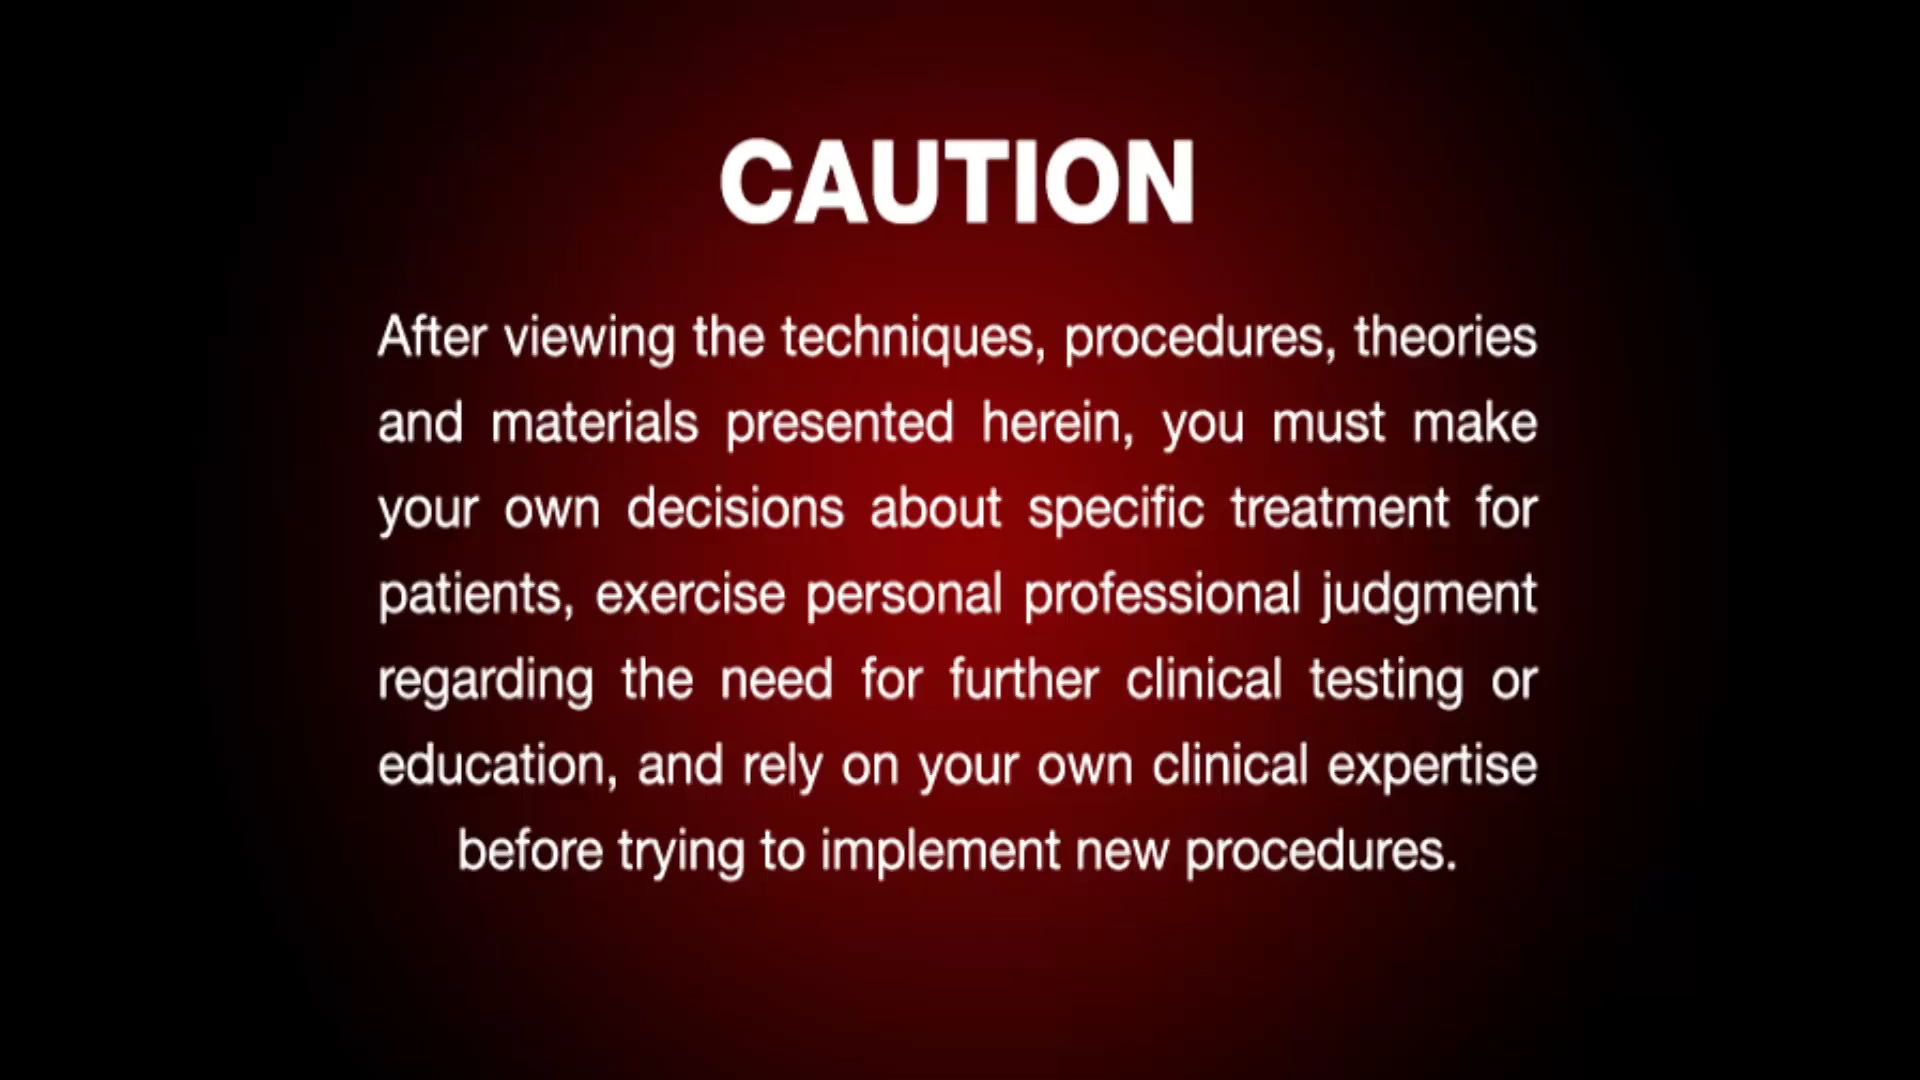 CAUTION
After viewing the techniques, procedures, theories
and materials presented herein, you must make
your own decisions about specific treatment for
patients, exercise personal professional judgment
regarding the need for further clinical testing or
education, and rely on your own clinical expertise
before trying to implement new procedures.